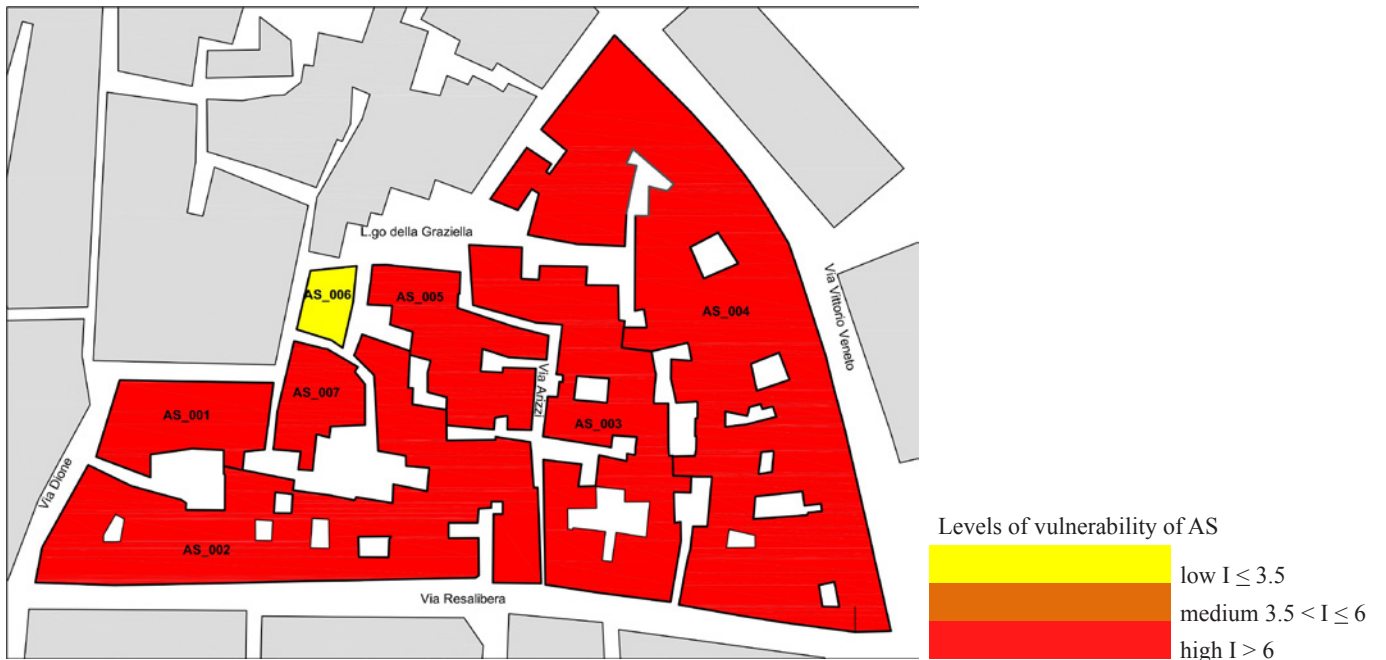 L.go della Graziella
AS_006
AS_005
AS_004
Via Vittorio Veneto
AS_007
Via Arizzi
AS_001
AS_003
Via Dione
AS_002
Via Resalibera
Levels of vulnerability of AS
low I ≤ 3.5
medium 3.5 < I ≤ 6
high I > 6